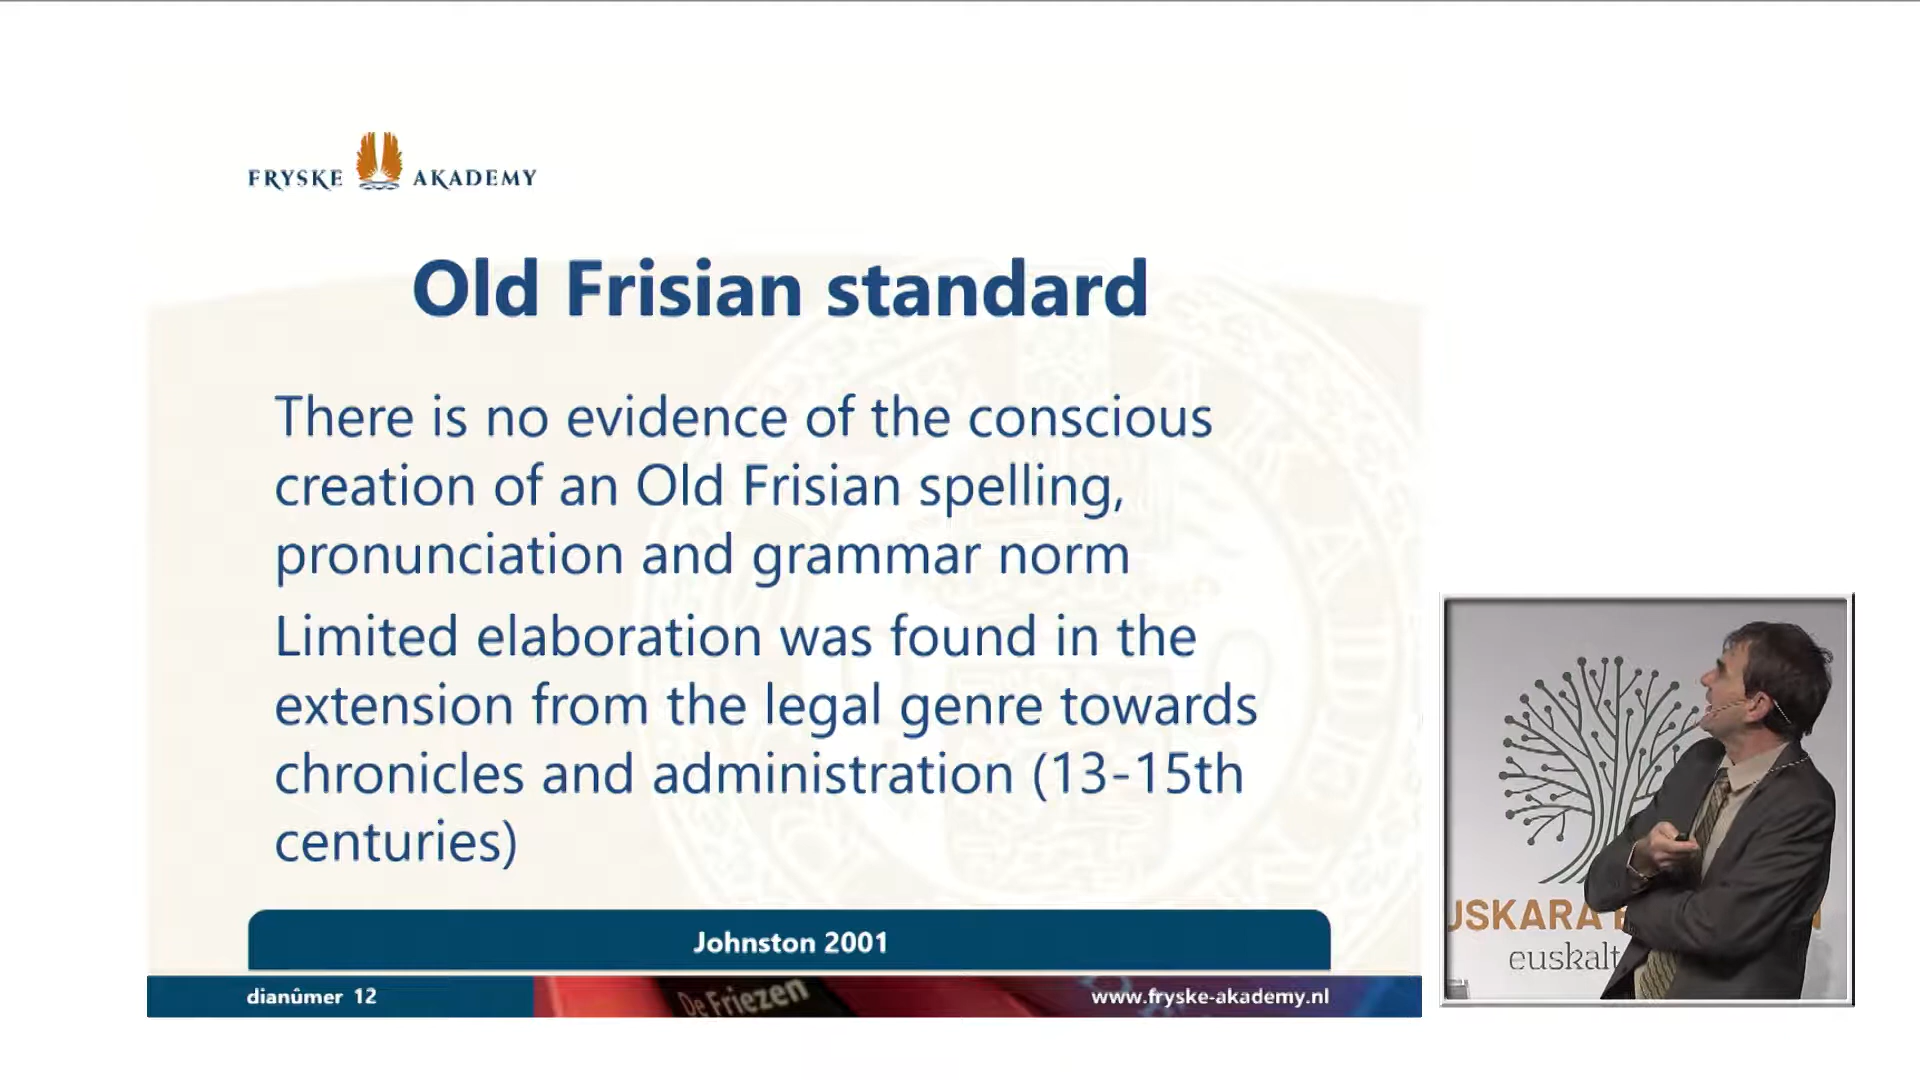 FRYSKE AKADEMY
Old Frisian standard
There is no evidence of the conscious
creation of an Old Frisian spelling,
pronunciation and grammar norm
Limited elaboration was found in the
extension from the legal genre towards
chronicles and administration (13-15th
centuries)
Johnston 2001
dianûmer 12
De Friezen
www.fryske-akademy.nl
euskalt